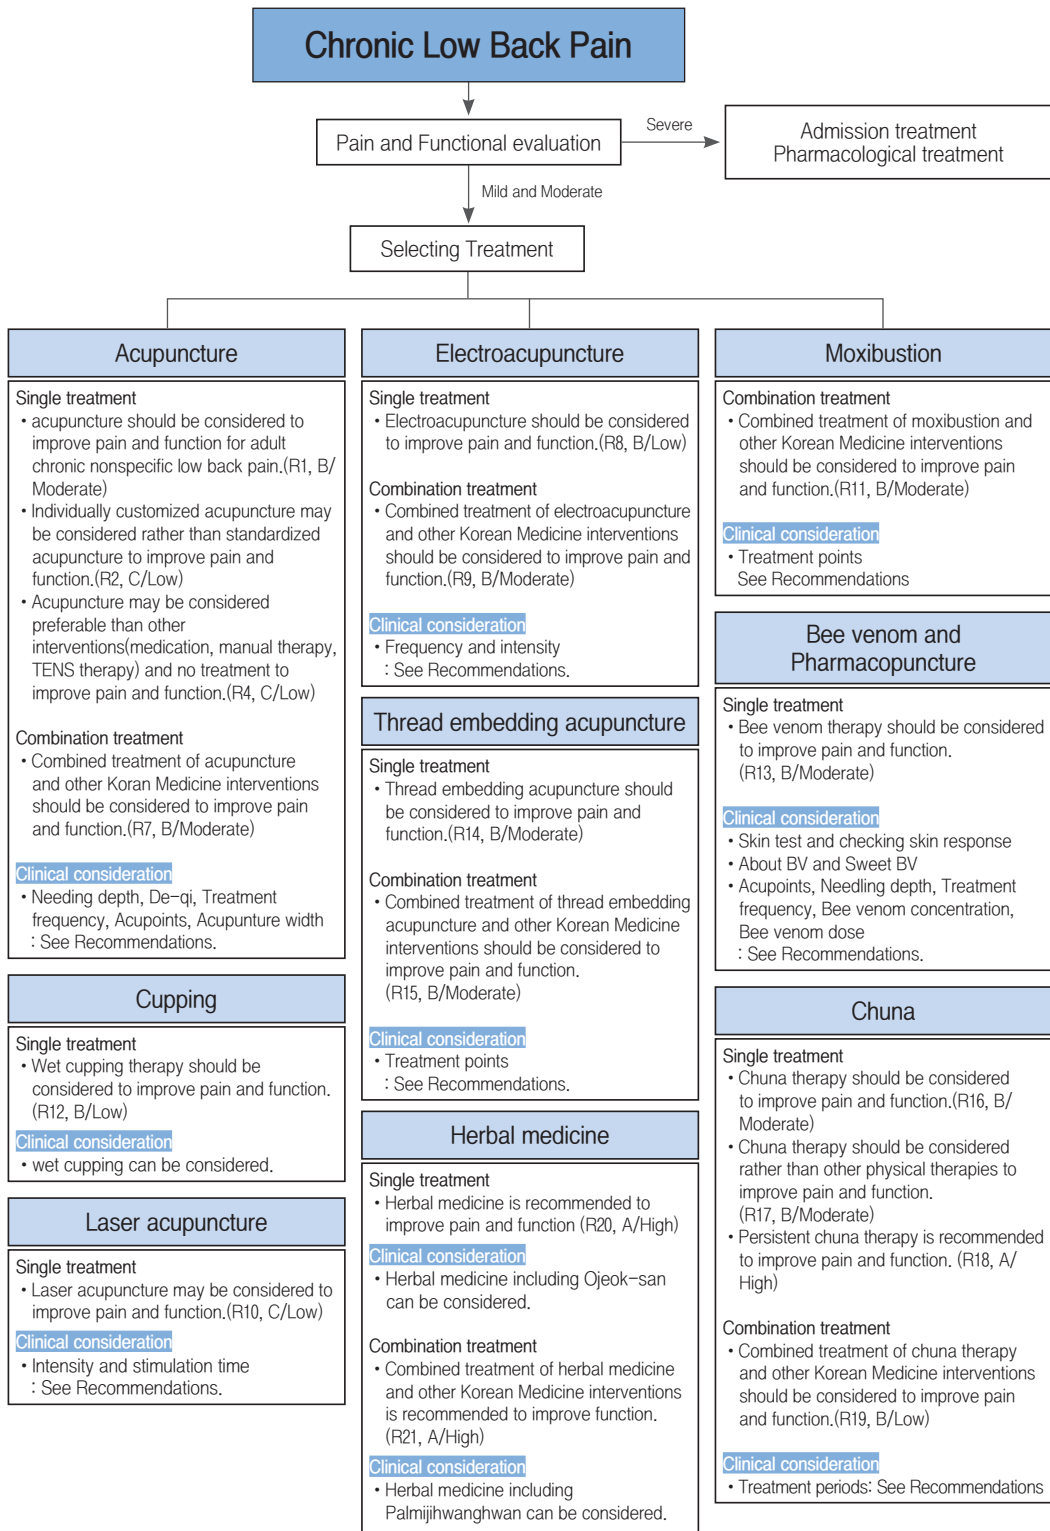 Chronic Low Back Pain
Pain and Functional evaluation
Severe
Admission treatment
Pharmacological treatment
Mild and Moderate
Selecting Treatment
Acupuncture
Single treatment
• acupuncture should be considered to
improve pain and function for adult
chronic nonspecific low back pain.(R1, B/
Moderate)
• Individually customized acupuncture may
be considered rather than standardized
acupuncture to improve pain and
function.(R2, C/Low)
• Acupuncture may be considered
preferable than other
interventions(medication, manual therapy,
TENS therapy) and no treatment to
improve pain and function.(R4, C/Low)
Combination treatment
• Combined treatment of acupuncture
and other Koran Medicine interventions
should be considered to improve pain
and function.(R7, B/Moderate)
Clinical consideration
• Needing depth, De-qi, Treatment
frequency, Acupoints, Acupunture width
: See Recommendations.
Cupping
Single treatment
• Wet cupping therapy should be
considered to improve pain and function.
(R12, B/Low)
Clinical consideration
• wet cupping can be considered.
Laser acupuncture
Single treatment
• Laser acupuncture may be considered to
improve pain and function.(R10, C/Low)
Clinical consideration
• Intensity and stimulation time
: See Recommendations.
Electroacupuncture
Single treatment
• Electroacupuncture should be considered
to improve pain and function.(R8, B/Low)
Combination treatment
• Combined treatment of electroacupuncture
and other Korean Medicine interventions
should be considered to improve pain and
function.(R9, B/Moderate)
Clinical consideration
• Frequency and intensity
: See Recommendations.
Thread embedding acupuncture
Single treatment
• Thread embedding acupuncture should
be considered to improve pain and
function.(R14, B/Moderate)
Combination treatment
• Combined treatment of thread embedding
acupuncture and other Korean Medicine
interventions should be considered to
improve pain and function.
(R15, B/Moderate)
Clinical consideration
• Treatment points
: See Recommendations.
Herbal medicine
Single treatment
• Herbal medicine is recommended to
improve pain and function (R20, A/High)
Clinical consideration
• Herbal medicine including Ojeok-san
can be considered.
Combination treatment
• Combined treatment of herbal medicine
and other Korean Medicine interventions
is recommended to improve function.
(R21, A/High)
Clinical consideration
• Herbal medicine including
Palmijihwanghwan can be considered.
Moxibustion
Combination treatment
• Combined treatment of moxibustion and
other Korean Medicine interventions
should be considered to improve pain
and function.(R11, B/Moderate)
Clinical consideration
• Treatment points
See Recommendations
Bee venom and
Pharmacopuncture
Single treatment
• Bee venom therapy should be considered
to improve pain and function.
(R13, B/Moderate)
Clinical consideration
• Skin test and checking skin response
• About BV and Sweet BV
• Acupoints, Needling depth, Treatment
frequency, Bee venom concentration,
Bee venom dose
: See Recommendations.
Chuna
Single treatment
• Chuna therapy should be considered
to improve pain and function.(R16, B/
Moderate)
• Chuna therapy should be considered
rather than other physical therapies to
improve pain and function.
(R17, B/Moderate)
• Persistent chuna therapy is recommended
to improve pain and function. (R18, A/
High)
Combination treatment
• Combined treatment of chuna therapy
and other Korean Medicine interventions
should be considered to improve pain
and function.(R19, B/Low)
Clinical consideration
• Treatment periods: See Recommendations